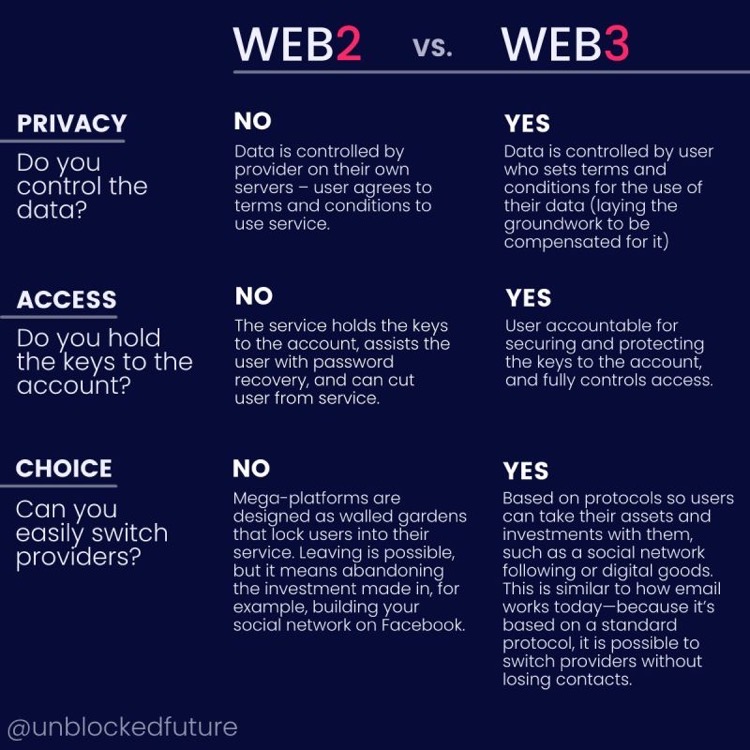 WEB2 vs. WEB3
PRIVACY
Do you
control the
data?
NO
Data is controlled by
provider on their own
servers – user agrees to
terms and conditions to
use service.
YES
Data is controlled by user
who sets terms and
conditions for the use of
their data (laying the
groundwork to be
compensated for it)
ACCESS
Do you hold
the keys to the
account?
NO
The service holds the keys
to the account, assists the
user with password
recovery, and can cut
user from service.
YES
User accountable for
securing and protecting
the keys to the account,
and fully controls access.
CHOICE
Can you
easily switch
providers?
NO
Mega-platforms are
designed as walled gardens
that lock users into their
service. Leaving is possible,
but it means abandoning
the investment made in, for
example, building your
social network on Facebook.
YES
Based on protocols so users
can take their assets and
investments with them,
such as a social network
following or digital goods.
This is similar to how email
works today—because it's
based on a standard
protocol, it is possible to
switch providers without
losing contacts.
@unblockedfuture